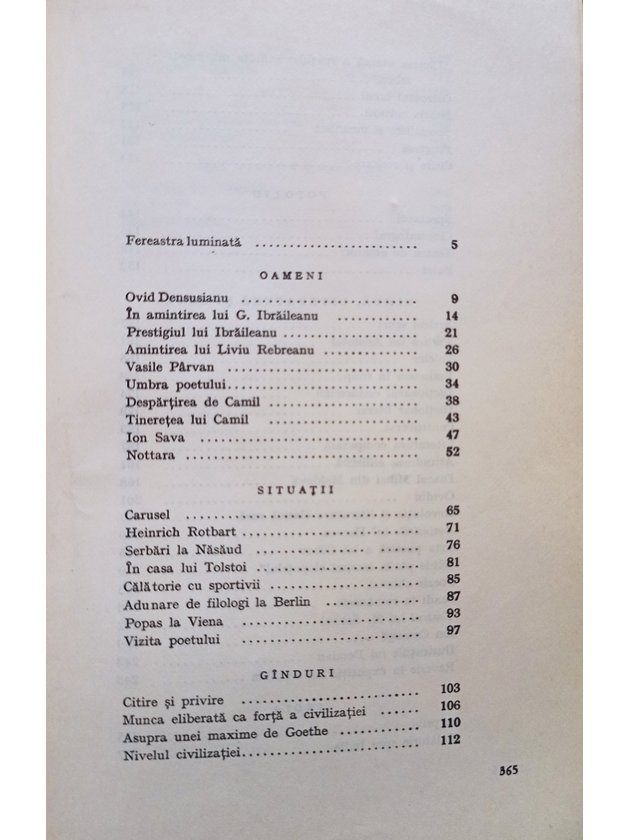 Fereastra luminată ........................ 5
OAMENI
Ovid Densusianu .......................... 9
În amintirea lui G. Ibrăileanu ............ 14
Prestigiul lui Ibrăileanu .................... 21
Amintirea lui Liviu Rebreanu ............... 26
Vasile Pârvan ............................ 30
Umbra poetului ............................ 34
Despărțirea de Camil ...................... 38
Tinerețea lui Camil ...................... 43
Ion Sava ................................ 47
Nottara .................................. 52
SITUAȚII
Carusel .................................. 65
Heinrich Rotbart .......................... 71
Serbări la Năsăud ........................ 76
În casa lui Tolstoi ........................ 81
Călătorie cu sportivii ...................... 85
Adunare de filologi la Berlin .............. 87
Popas la Viena .......................... 93
Vizita poetului .......................... 97
GÎNDURI
Citire și privire .......................... 103
Munca eliberată ca forță a civilizației ...... 106
Asupra unei maxime de Goethe ............ 110
Nivelul civilizației .......................... 112
365